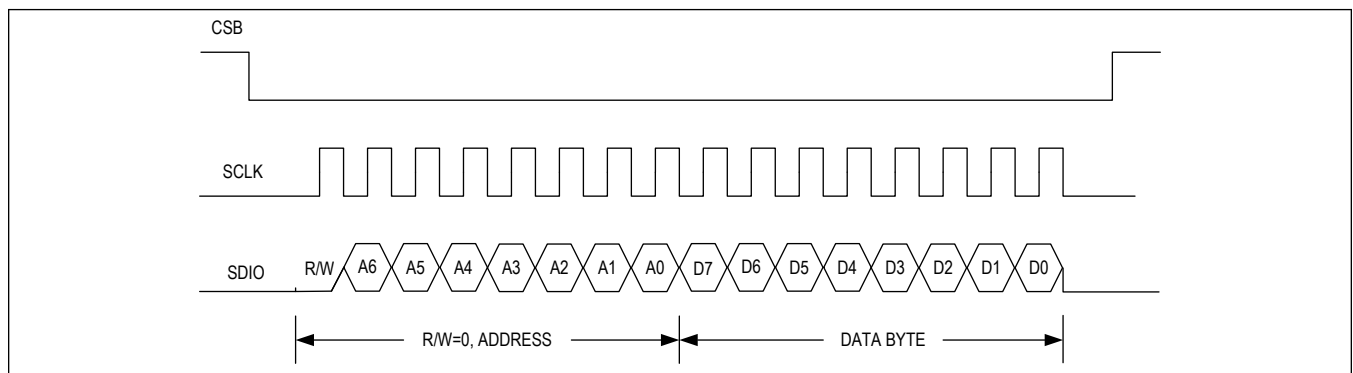 CSB
SCLK
SDIO R/W A6 A5 A4 A3 A2 A1 A0 D7 D6 D5 D4 D3 D2 D1 D0
R/W=0, ADDRESS DATA BYTE